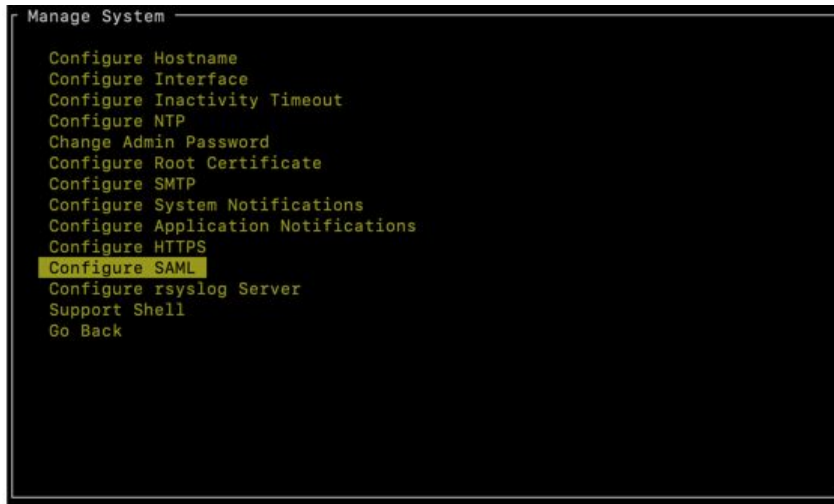 Manage System
Configure Hostname
Configure Interface
Configure Inactivity Timeout
Configure NTP
Change Admin Password
Configure Root Certificate
Configure SMTP
Configure System Notifications
Configure Application Notifications
Configure HTTPS
Configure SAML
Configure rsyslog Server
Support Shell
Go Back